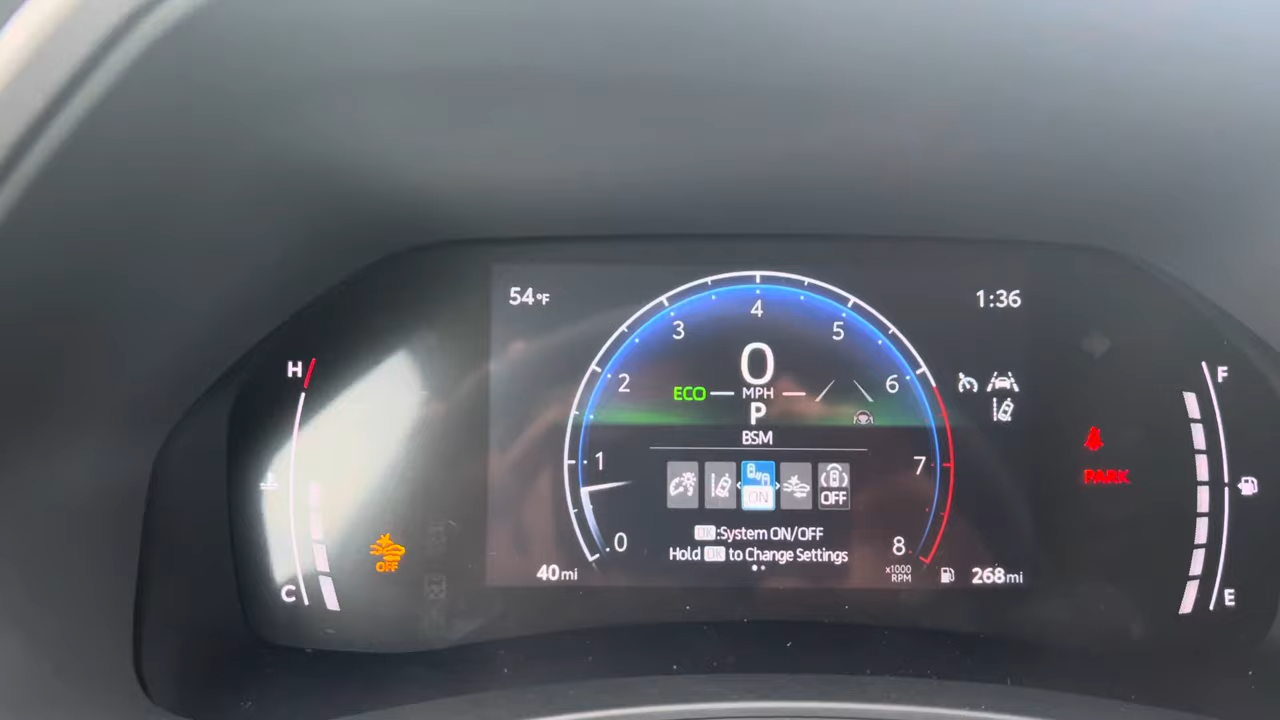 54°F
1:36
4
3
5
H
F
0
2
6
ECO
MPH
P
BSM
1
7
ON
OFF
PARK
OK:System ON/OFF
Hold OK to Change Settings
0
8
OFF
40mi
x1000
RPM
268mi
C
E